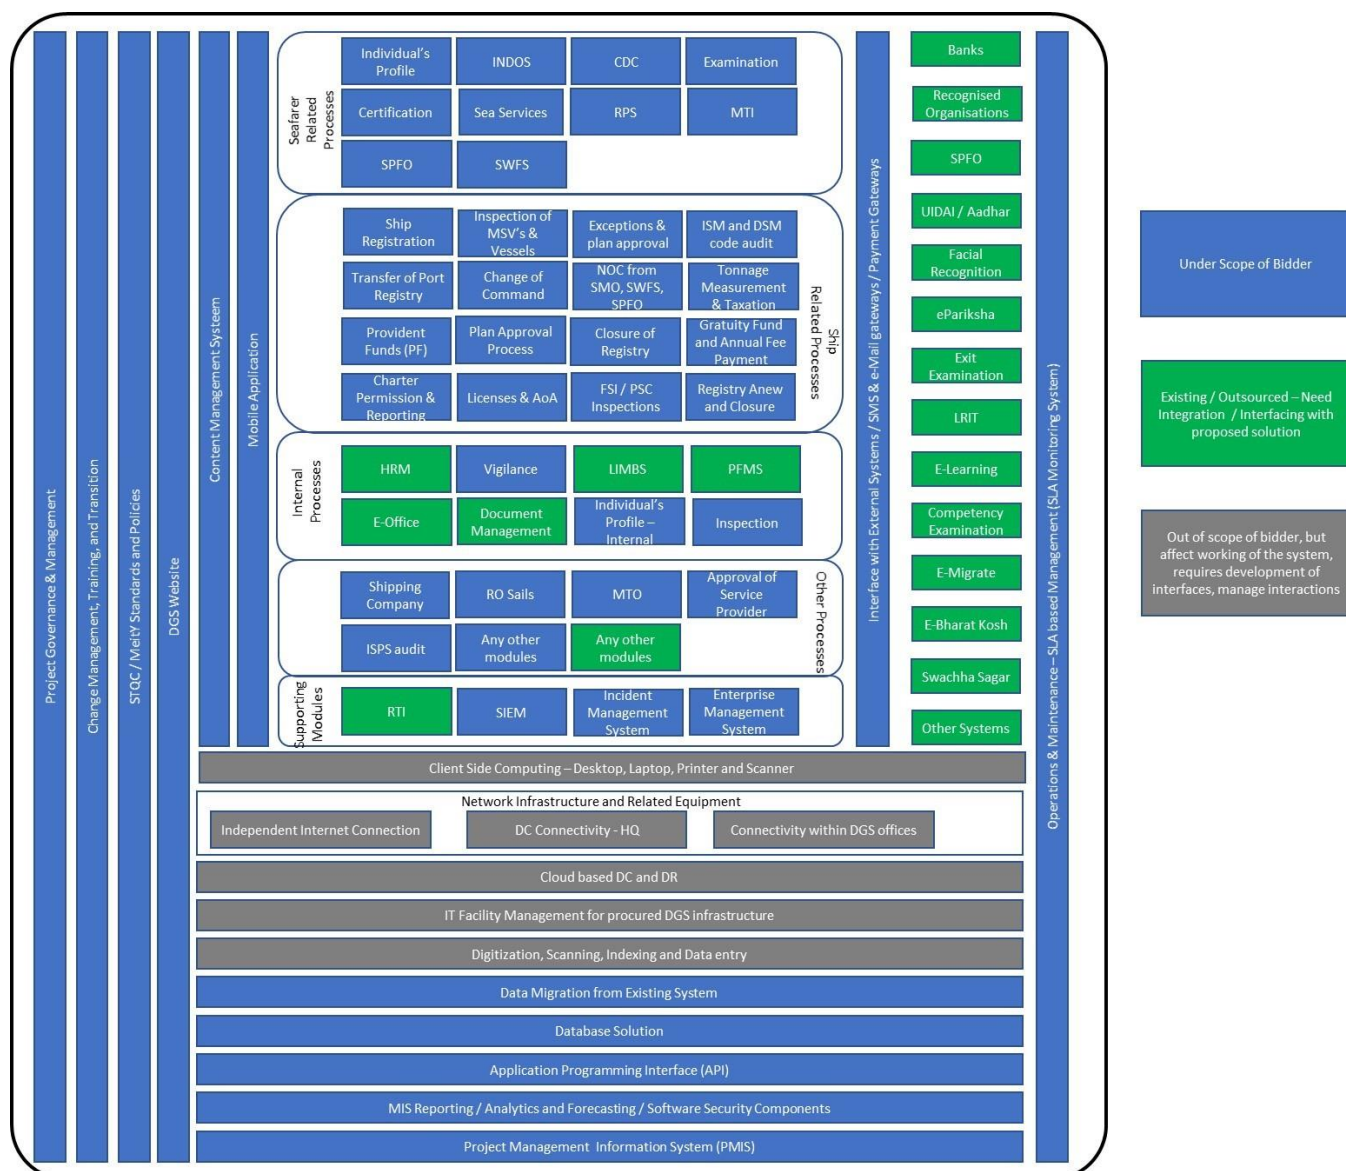 Project Governance & Management
Change Management, Training, and Transition
STQC / MeitY Standards and Policies
DGS Website
Content Management Systeem
Mobile Application
Seafarer
Related
Processes
Individual's
Profile
INDOS
CDC
Examination
Certification
Sea Services
RPS
MTI
SPFO
SWFS
Ship
Related Processes
Ship
Registration
Inspection of
MSV's &
Vessels
Exceptions &
plan approval
ISM and DSM
code audit
Transfer of Port
Registry
Change of
Command
NOC from
SMO, SWFS,
SPFO
Tonnage
Measurement
& Taxation
Provident
Funds (PF)
Plan Approval
Process
Closure of
Registry
Gratuity Fund
and Annual Fee
Payment
Charter
Permission &
Reporting
Licenses & AoA
FSI / PSC
Inspections
Registry Anew
and Closure
Internal
Processes
HRM
Vigilance
LIMBS
PFMS
E-Office
Document
Management
Individual's
Profile –
Internal
Inspection
Other Processes
Shipping
Company
RO Sails
MTO
Approval of
Service
Provider
ISPS audit
Any other
modules
Any other
modules
Supporting
Modules
RTI
SIEM
Incident
Management
System
Enterprise
Management
System
Interface with External Systems / SMS & e-Mail gateways / Payment Gateways
Banks
Recognised
Organisations
SPFO
UIDAI / Aadhar
Facial
Recognition
ePariksha
Exit
Examination
LRIT
E-Learning
Competency
Examination
E-Migrate
E-Bharat Kosh
Swachha Sagar
Other Systems
Operations & Maintenance – SLA based Management (SLA Monitoring System)
Client Side Computing – Desktop, Laptop, Printer and Scanner
Network Infrastructure and Related Equipment
Independent Internet Connection
DC Connectivity - HQ
Connectivity within DGS offices
Cloud based DC and DR
IT Facility Management for procured DGS infrastructure
Digitization, Scanning, Indexing and Data entry
Data Migration from Existing System
Database Solution
Application Programming Interface (API)
MIS Reporting / Analytics and Forecasting / Software Security Components
Project Management Information System (PMIS)
Under Scope of Bidder
Existing / Outsourced – Need
Integration / Interfacing with
proposed solution
Out of scope of bidder, but
affect working of the system,
requires development of
interfaces, manage interactions